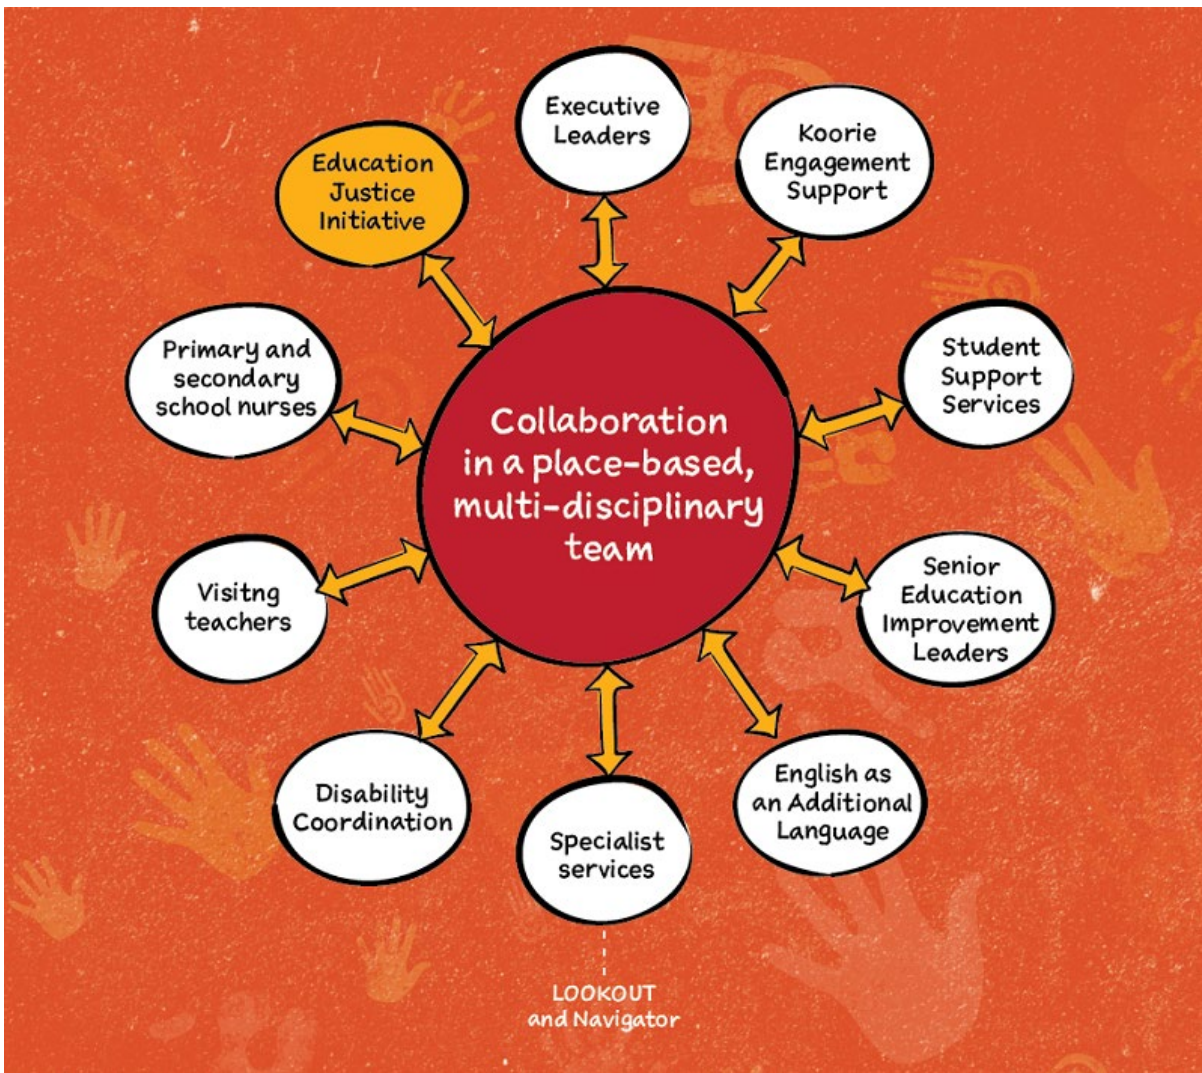 Executive
Leaders
Koorie
Engagement
Support
Education
Justice
Initiative
Student
Support
Services
Primary and
secondary
school nurses
Collaboration
in a place-based,
multi-disciplinary
team
Senior
Education
Improvement
Leaders
Visitng
teachers
English as
an Additional
Language
Disability
Coordination
Specialist
services
LOOKOUT
and Navigator